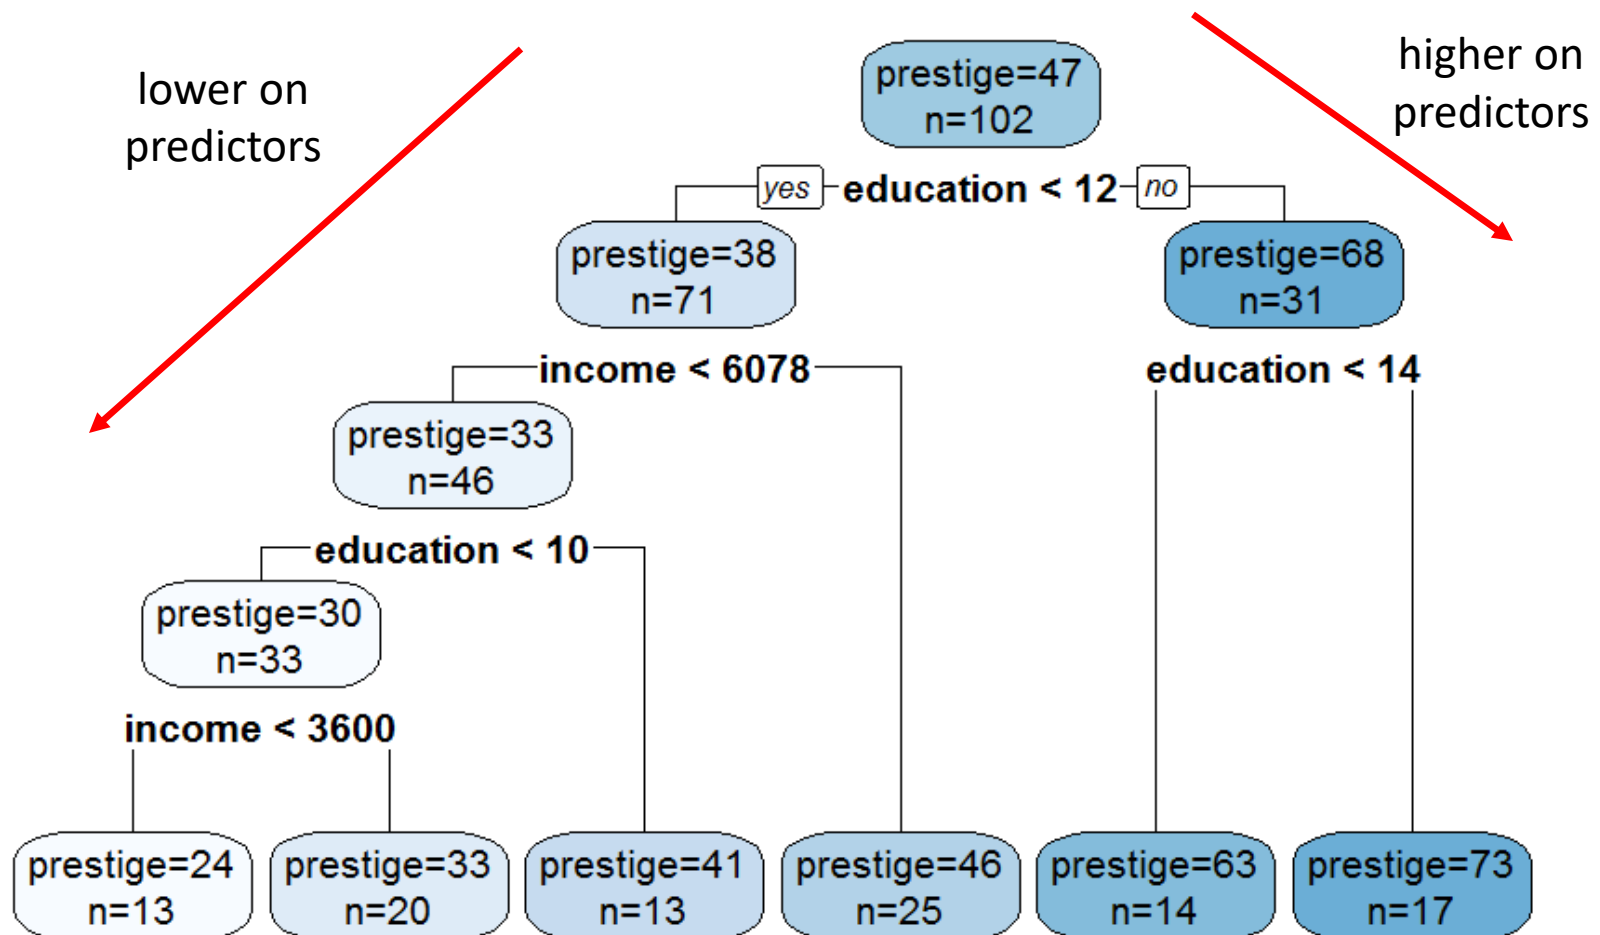 lower on
predictors
higher on
predictors
prestige=47
n=102
yes education < 12 no
prestige=38
n=71
prestige=68
n=31
income < 6078
education < 14
prestige=33
n=46
education < 10
prestige=30
n=33
income < 3600
prestige=24
n=13
prestige=33
n=20
prestige=41
n=13
prestige=46
n=25
prestige=63
n=14
prestige=73
n=17